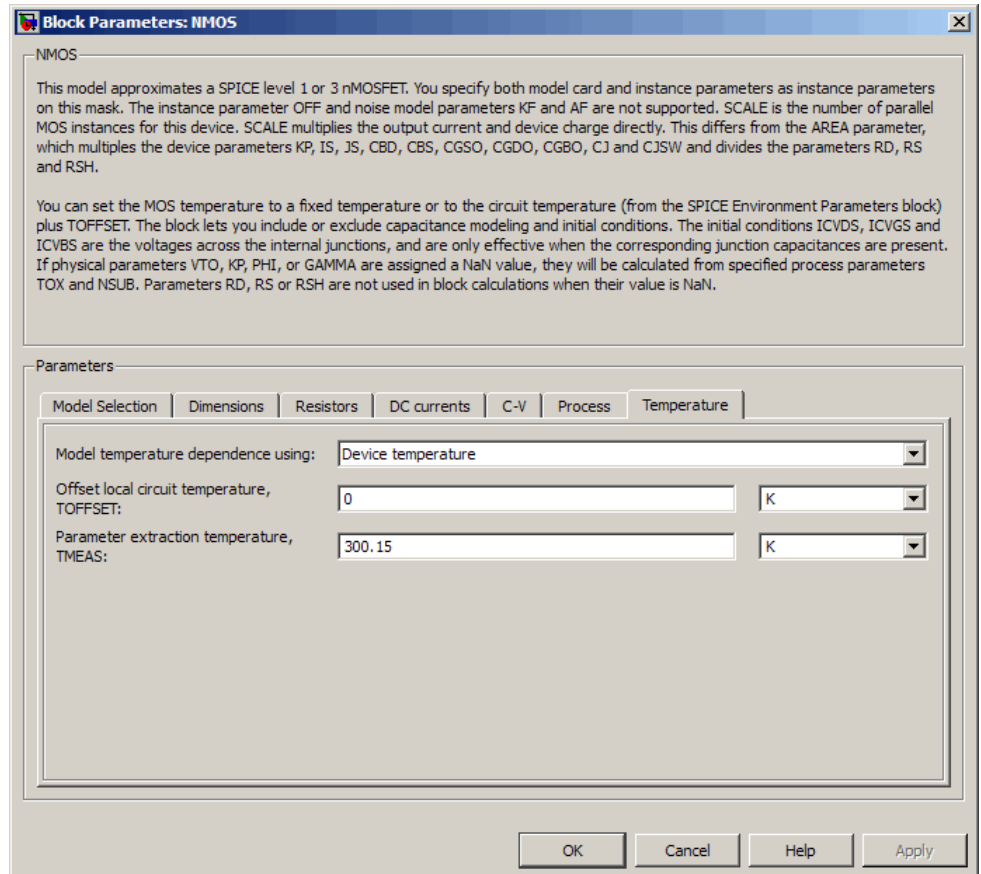 Block Parameters: NMOS
NMOS
This model approximates a SPICE level 1 or 3 nMOSFET. You specify both model card and instance parameters as instance parameters
on this mask. The instance parameter OFF and noise model parameters KF and AF are not supported. SCALE is the number of parallel
MOS instances for this device. SCALE multiplies the output current and device charge directly. This differs from the AREA parameter,
which multiples the device parameters KP, IS, JS, CBD, CBS, CGSO, CGDO, CGBO, CJ and CJSW and divides the parameters RD, RS
and RSH.
You can set the MOS temperature to a fixed temperature or to the circuit temperature (from the SPICE Environment Parameters block)
plus TOFFSET. The block lets you include or exclude capacitance modeling and initial conditions. The initial conditions ICVDS, ICVGS and
ICVBS are the voltages across the internal junctions, and are only effective when the corresponding junction capacitances are present.
If physical parameters VTO, KP, PHI, or GAMMA are assigned a NaN value, they will be calculated from specified process parameters
TOX and NSUB. Parameters RD, RS or RSH are not used in block calculations when their value is NaN.
Parameters
Model Selection Dimensions Resistors DC currents C-V Process Temperature
Model temperature dependence using: Device temperature
Offset local circuit temperature,
TOFFSET: 0 K
Parameter extraction temperature,
TMEAS: 300.15 K
OK Cancel Help Apply